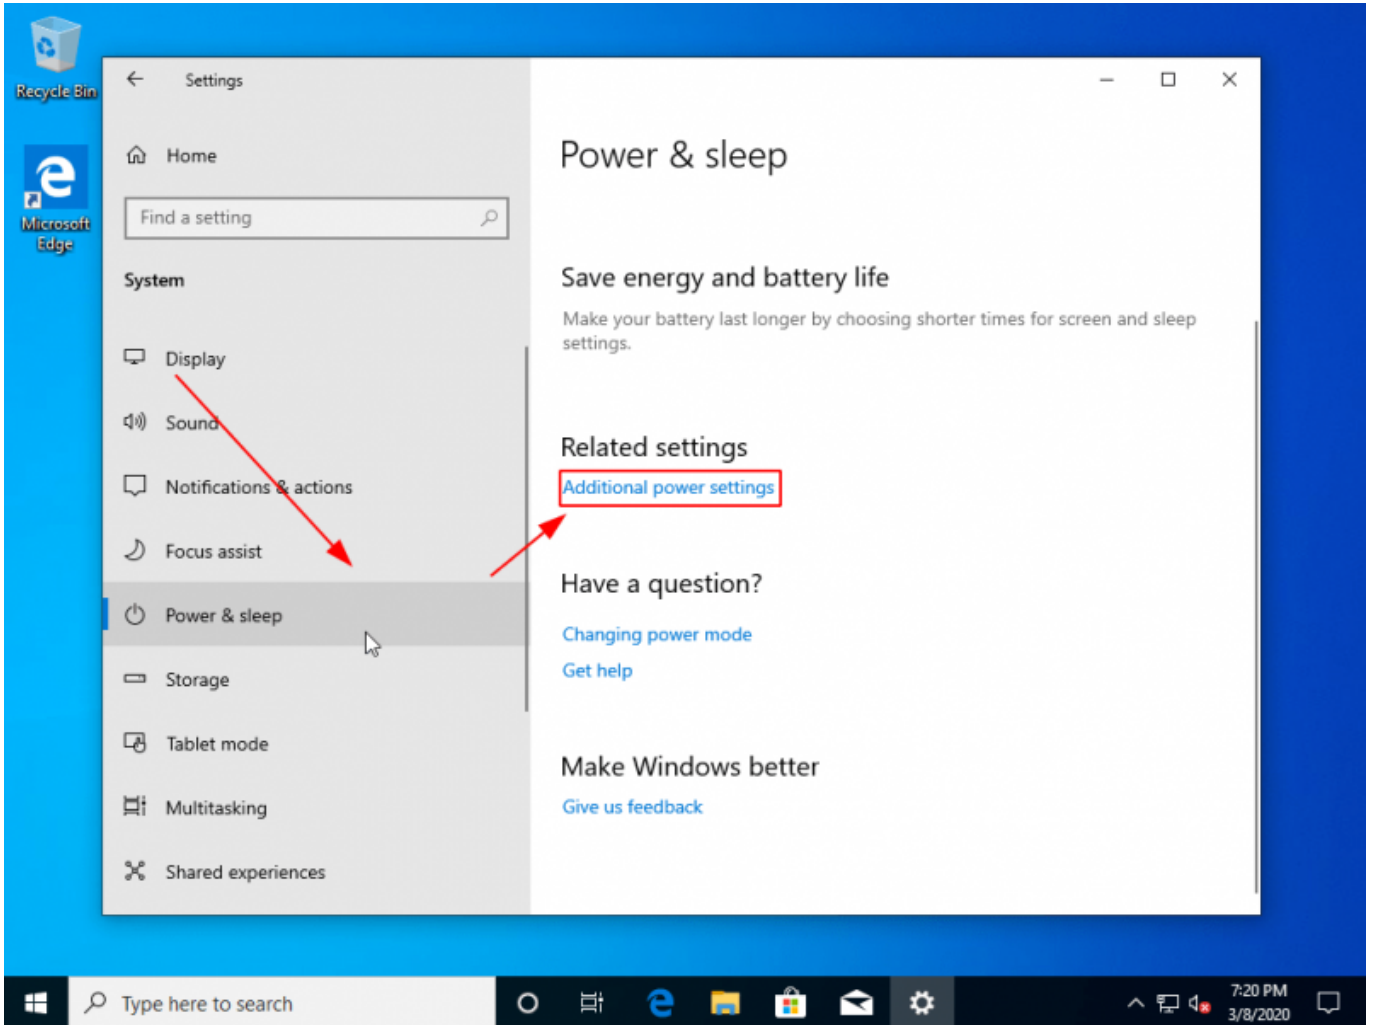 Recycle Bin
Microsoft
Edge
Settings
Home
Find a setting
System
Display
Sound
Notifications & actions
Focus assist
Power & sleep
Storage
Tablet mode
Multitasking
Shared experiences
Power & sleep
Save energy and battery life
Make your battery last longer by choosing shorter times for screen and sleep
settings.
Related settings
Additional power settings
Have a question?
Changing power mode
Get help
Make Windows better
Give us feedback
Type here to search
7:20 PM
3/8/2020